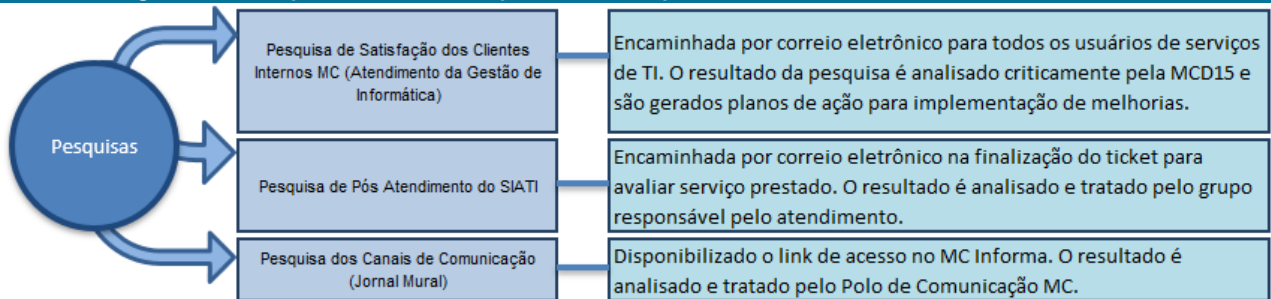 Pesquisas
Pesquisa de Satisfação dos Clientes
Internos MC (Atendimento da Gestão de
Informática)
Encaminhada por correio eletrônico para todos os usuários de serviços
de TI. O resultado da pesquisa é analisado criticamente pela MCD15 e
são gerados planos de ação para implementação de melhorias.
Pesquisa de Pós Atendimento do SIATI
Encaminhada por correio eletrônico na finalização do ticket para
avaliar serviço prestado. O resultado é analisado e tratado pelo grupo
responsável pelo atendimento.
Pesquisa dos Canais de Comunicação
(Jornal Mural)
Disponibilizado o link de acesso no MC Informa. O resultado é
analisado e tratado pelo Polo de Comunicação MC.